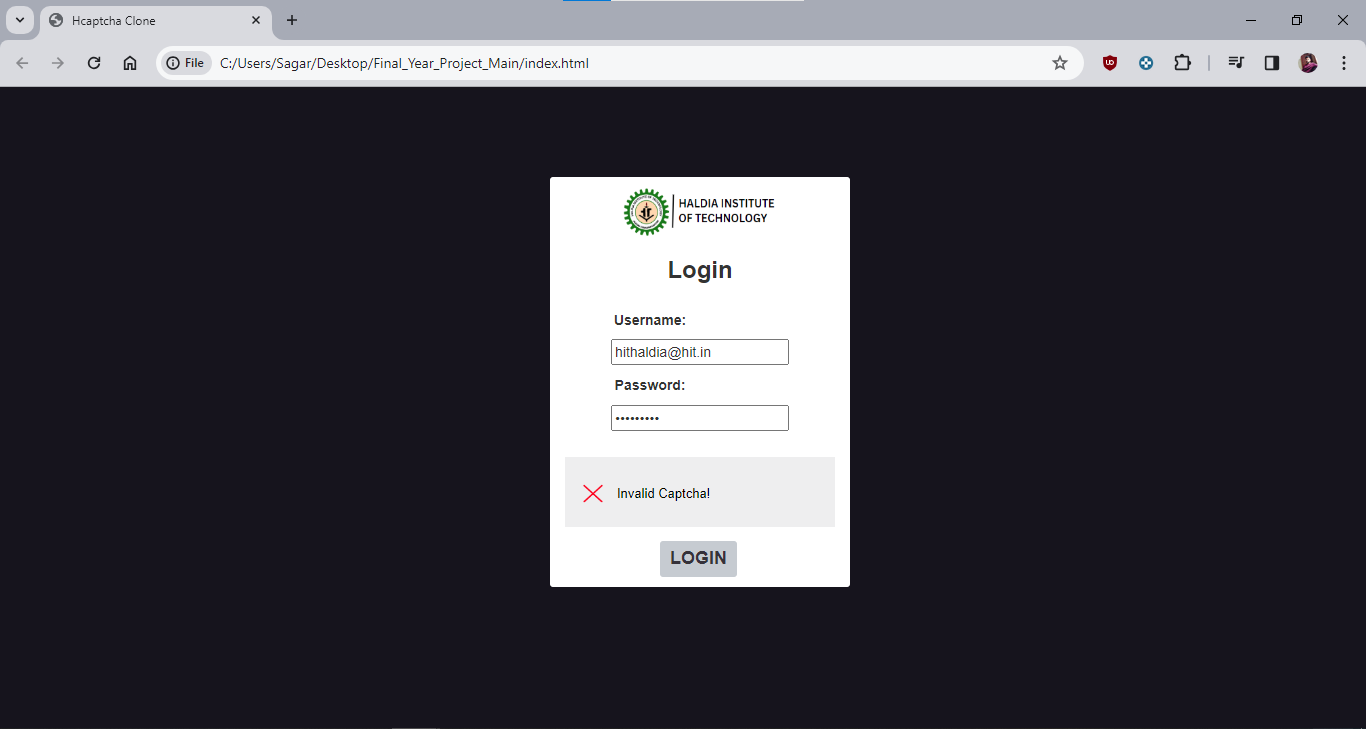 Hcaptcha Clone
File
C:/Users/Sagar/Desktop/Final_Year_Project_Main/index.html
HALDIA INSTITUTE
OF TECHNOLOGY
Login
Username:
hithaldia@hit.in
Password:
•••••••••
Invalid Captcha!
LOGIN